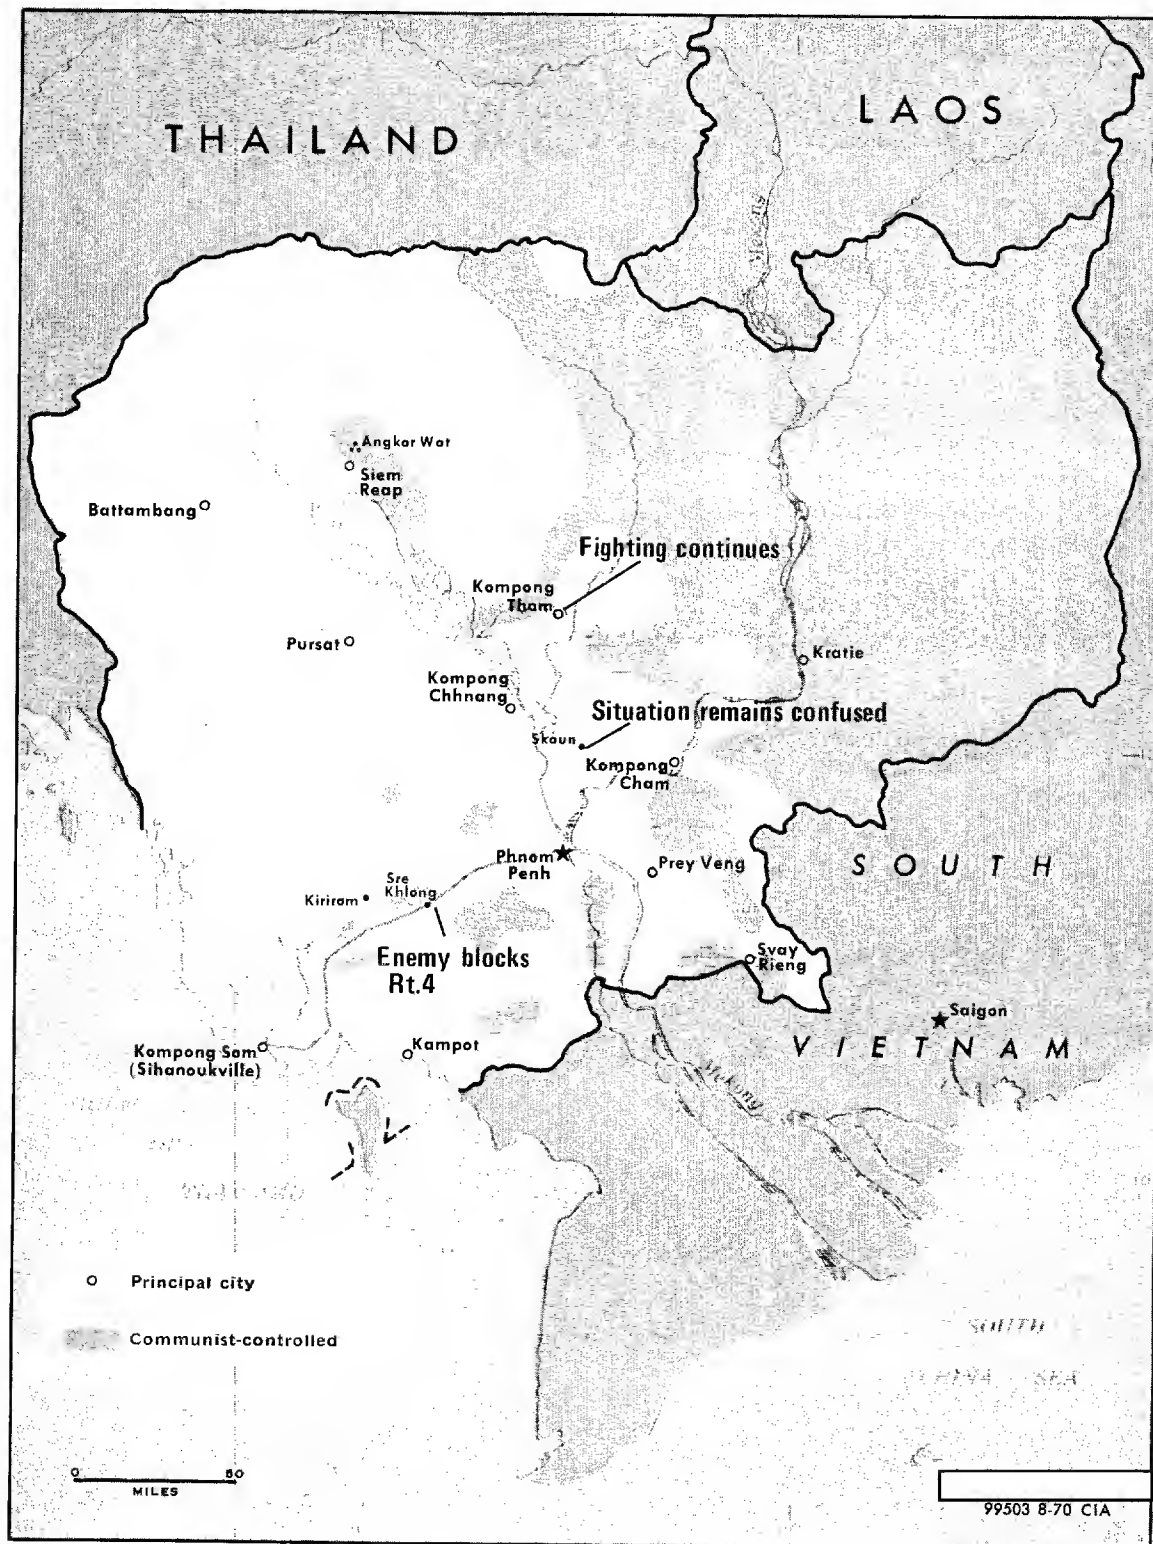 THAILAND
LAOS
Mekong
Angkor Wat
Siem
Reap
Battambang
Fighting continues
Kompong
Tham
Pursat
Kratie
Kompong
Chhnang
Situation remains confused
Skoun
Kompong
Cham
Phnom
Penh
Prey Veng
SOUTH
Sre
Khlong
Kirirom
Enemy blocks
Rt.4
Svay
Rieng
Saigon
Kompong Som
(Sihanoukville)
Kampot
VIETNAM
Mekong
Principal city
Communist-controlled
SOUTH
CHINA SEA
0 50
MILES
99503 8-70 CIA